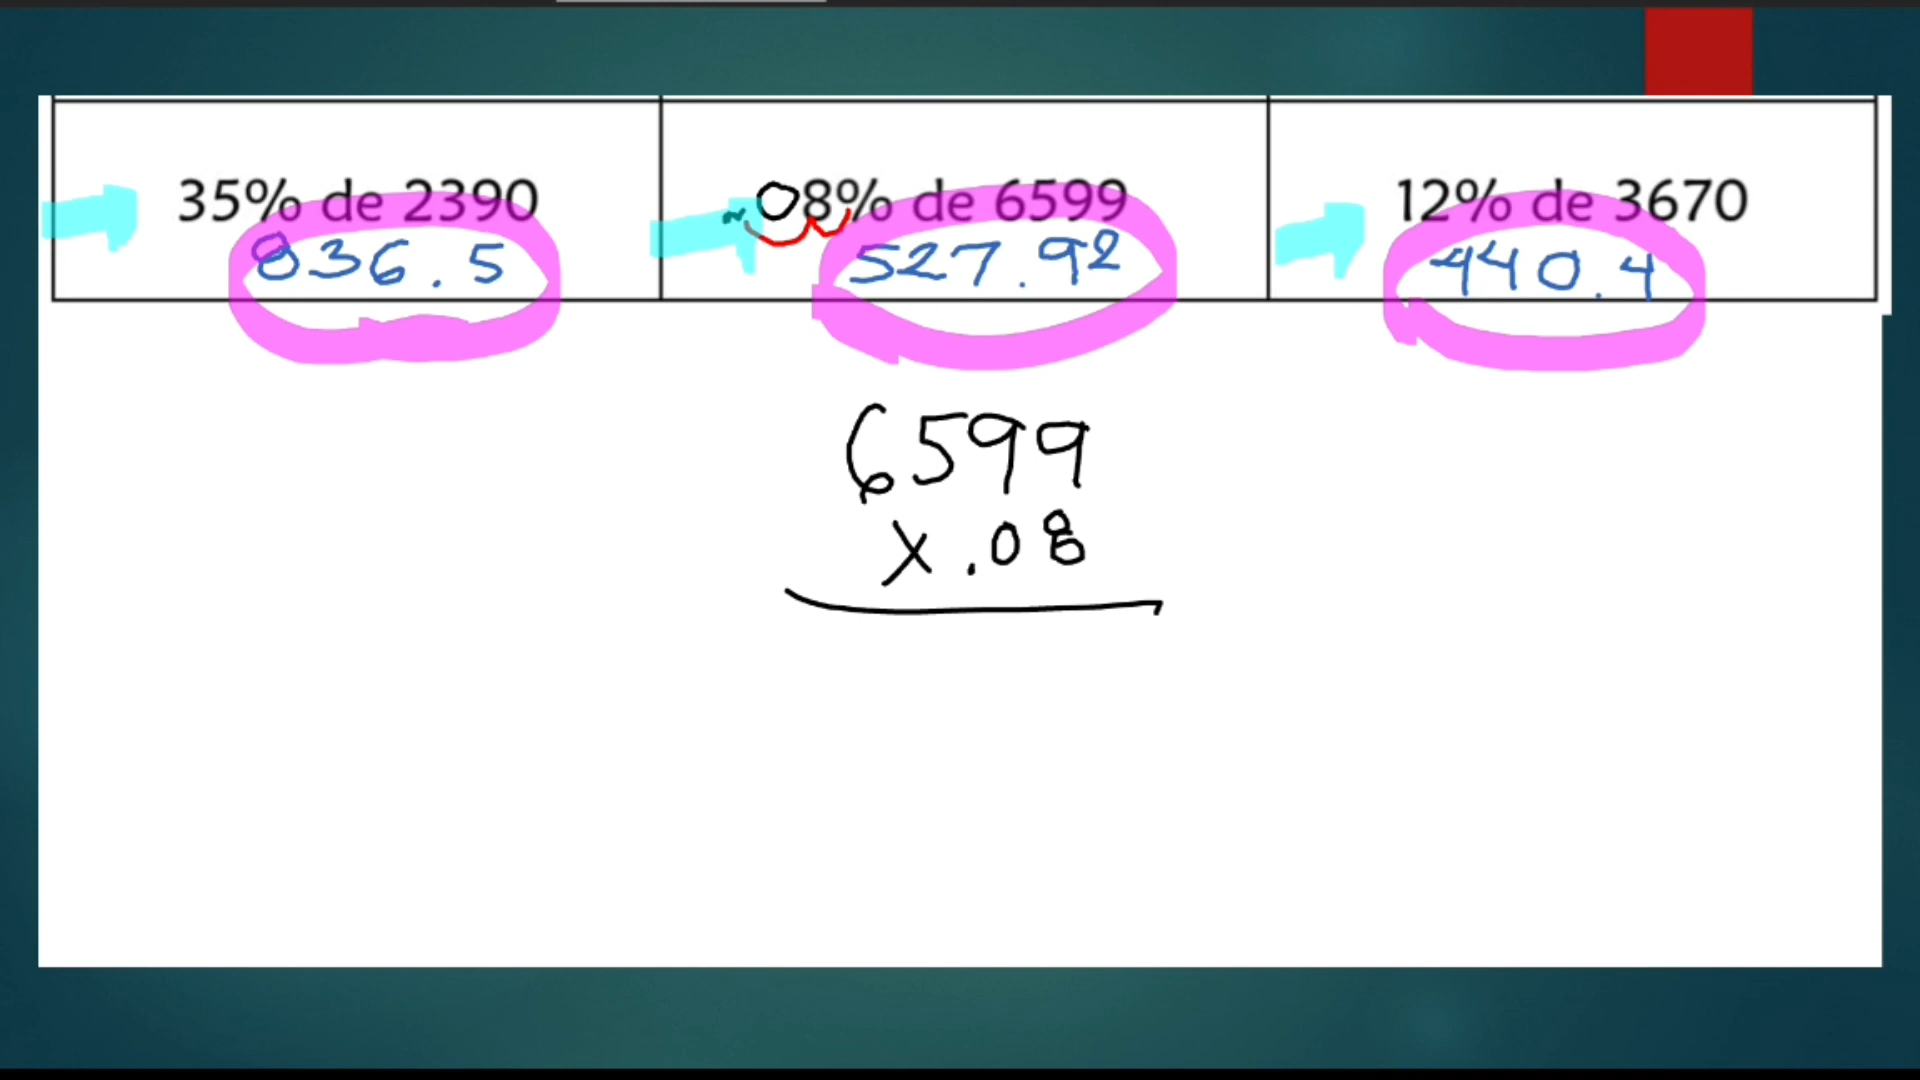 35% de 2390
836.5
.08% de 6599
527.92
12% de 3670
440.4
6599
x .08